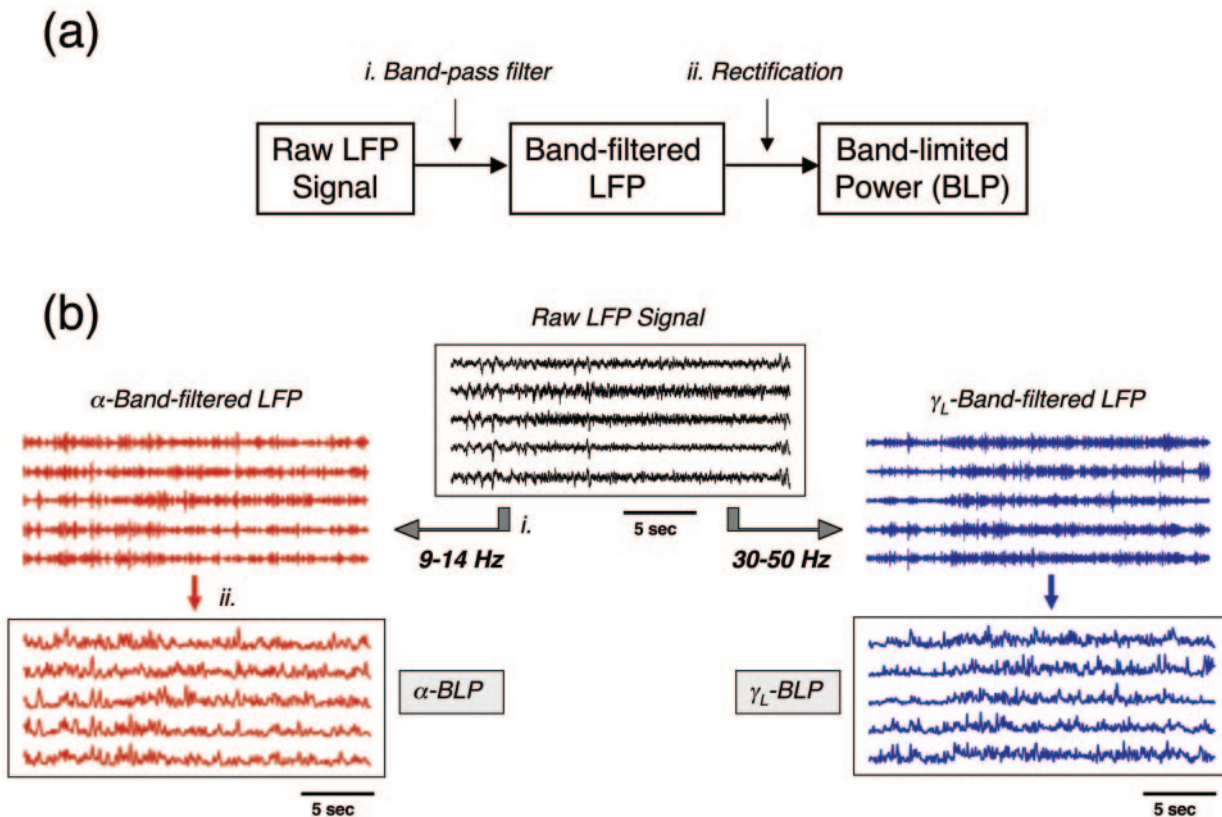 (a)
i. Band-pass filter
ii. Rectification
Raw LFP
Signal
Band-filtered
LFP
Band-limited
Power (BLP)
(b)
Raw LFP Signal
α-Band-filtered LFP
γL-Band-filtered LFP
i.
5 sec
9-14 Hz
30-50 Hz
ii.
α-BLP
γL-BLP
5 sec
5 sec